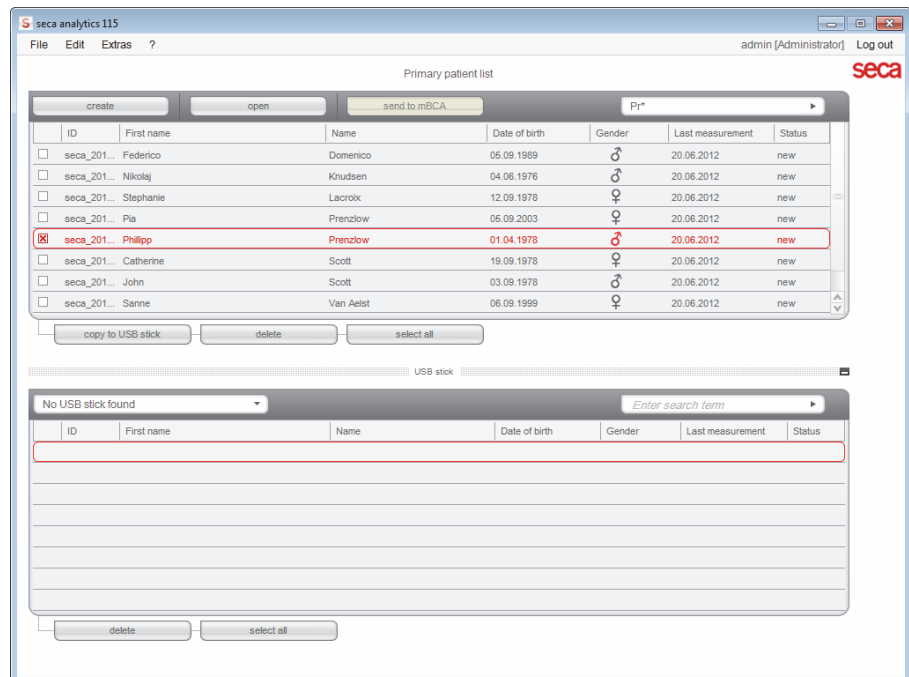 S seca analytics 115
File Edit Extras ? admin [Administrator] Log out
seca
Primary patient list
create open send to mBCA Pr*
ID First name Name Date of birth Gender Last measurement Status
seca_201... Federico Domenico 05.09.1989 ♂ 20.06.2012 new
seca_201... Nikolaj Knudsen 04.06.1976 ♂ 20.06.2012 new
seca_201... Stephanie Lacroix 12.09.1978 ♀ 20.06.2012 new
seca_201... Pia Prenzlow 05.09.2003 ♀ 20.06.2012 new
seca_201... Phillipp Prenzlow 01.04.1978 ♂ 20.06.2012 new
seca_201... Catherine Scott 19.09.1978 ♀ 20.06.2012 new
seca_201... John Scott 03.09.1978 ♂ 20.06.2012 new
seca_201... Sanne Van Aelst 06.09.1999 ♀ 20.06.2012 new
copy to USB stick delete select all
USB stick
No USB stick found Enter search term
ID First name Name Date of birth Gender Last measurement Status
delete select all